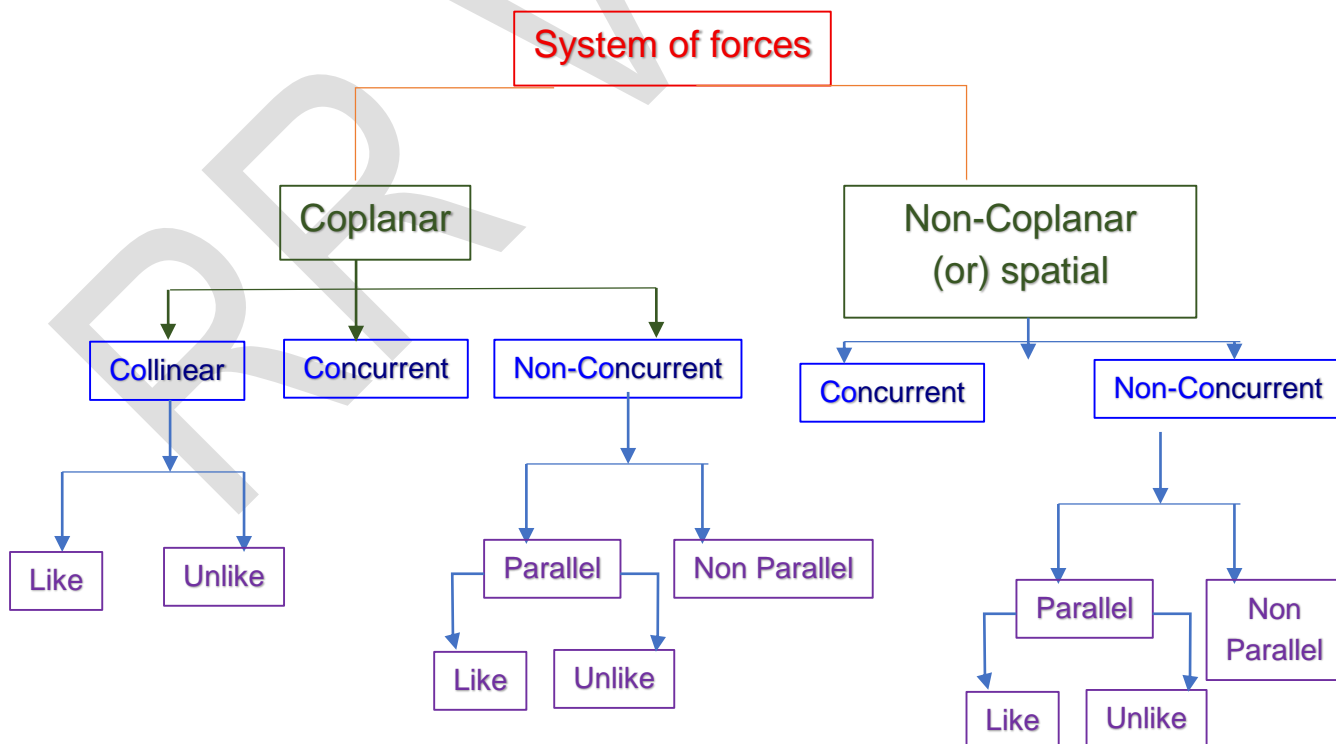 System of forces
Coplanar
Non-Coplanar
(or) spatial
Collinear
Concurrent
Non-Concurrent
Concurrent
Non-Concurrent
Like
Unlike
Parallel
Non Parallel
Like
Unlike
Parallel
Non
Parallel
Like
Unlike
RR